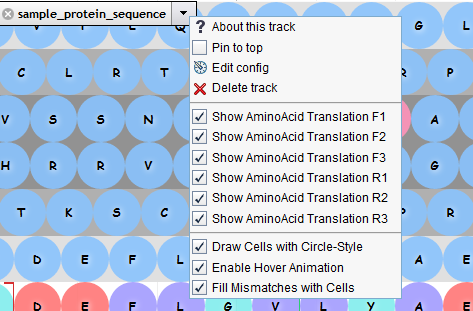 sample_protein_sequence
V T L Q G L
About this track
Pin to top
Edit config
Delete track
C L R T R P
V S S N A
Show AminoAcid Translation F1
Show AminoAcid Translation F2
Show AminoAcid Translation F3
H R R V G
Show AminoAcid Translation R1
Show AminoAcid Translation R2
T K S C
Show AminoAcid Translation R3
D E F L A E
Draw Cells with Circle-Style
Enable Hover Animation
Fill Mismatches with Cells
D E F L G V L Y A E